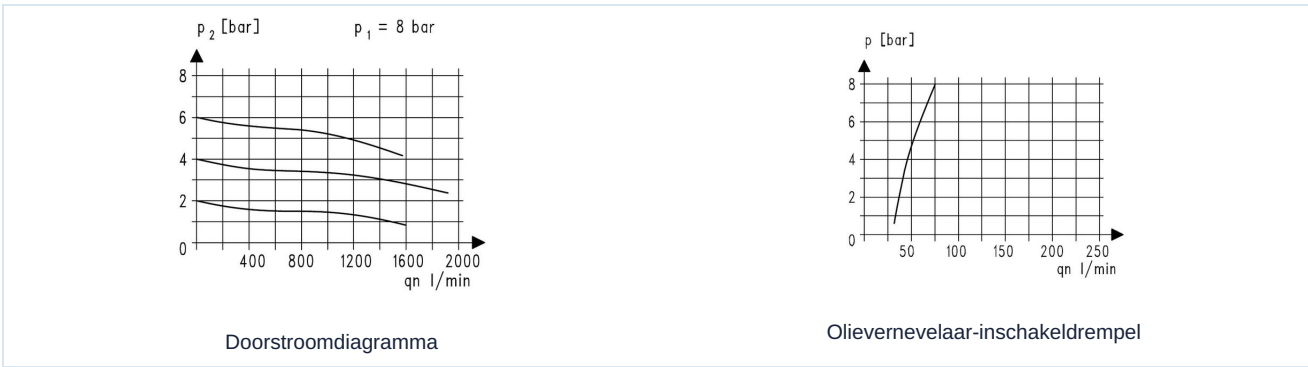 p 2 [bar] p 1 = 8 bar
8
6
4
2
0
400 800 1200 1600 2000
qn l/min
Doorstroomdiagramma
p [bar]
8
6
4
2
0
50 100 150 200 250
qn l/min
Olievernevelaar-inschakeldrempel